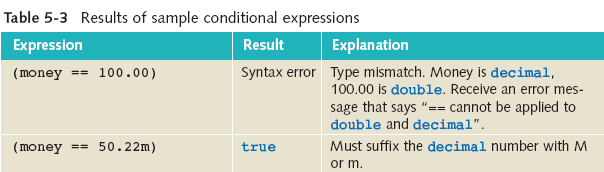 Table 5-3 Results of sample conditional expressions
Expression Result Explanation
(money == 100.00) Syntax error Type mismatch. Money is decimal,
100.00 is double. Receive an error mes-
sage that says "== cannot be applied to
double and decimal".
(money == 50.22m) true Must suffix the decimal number with M
or m.